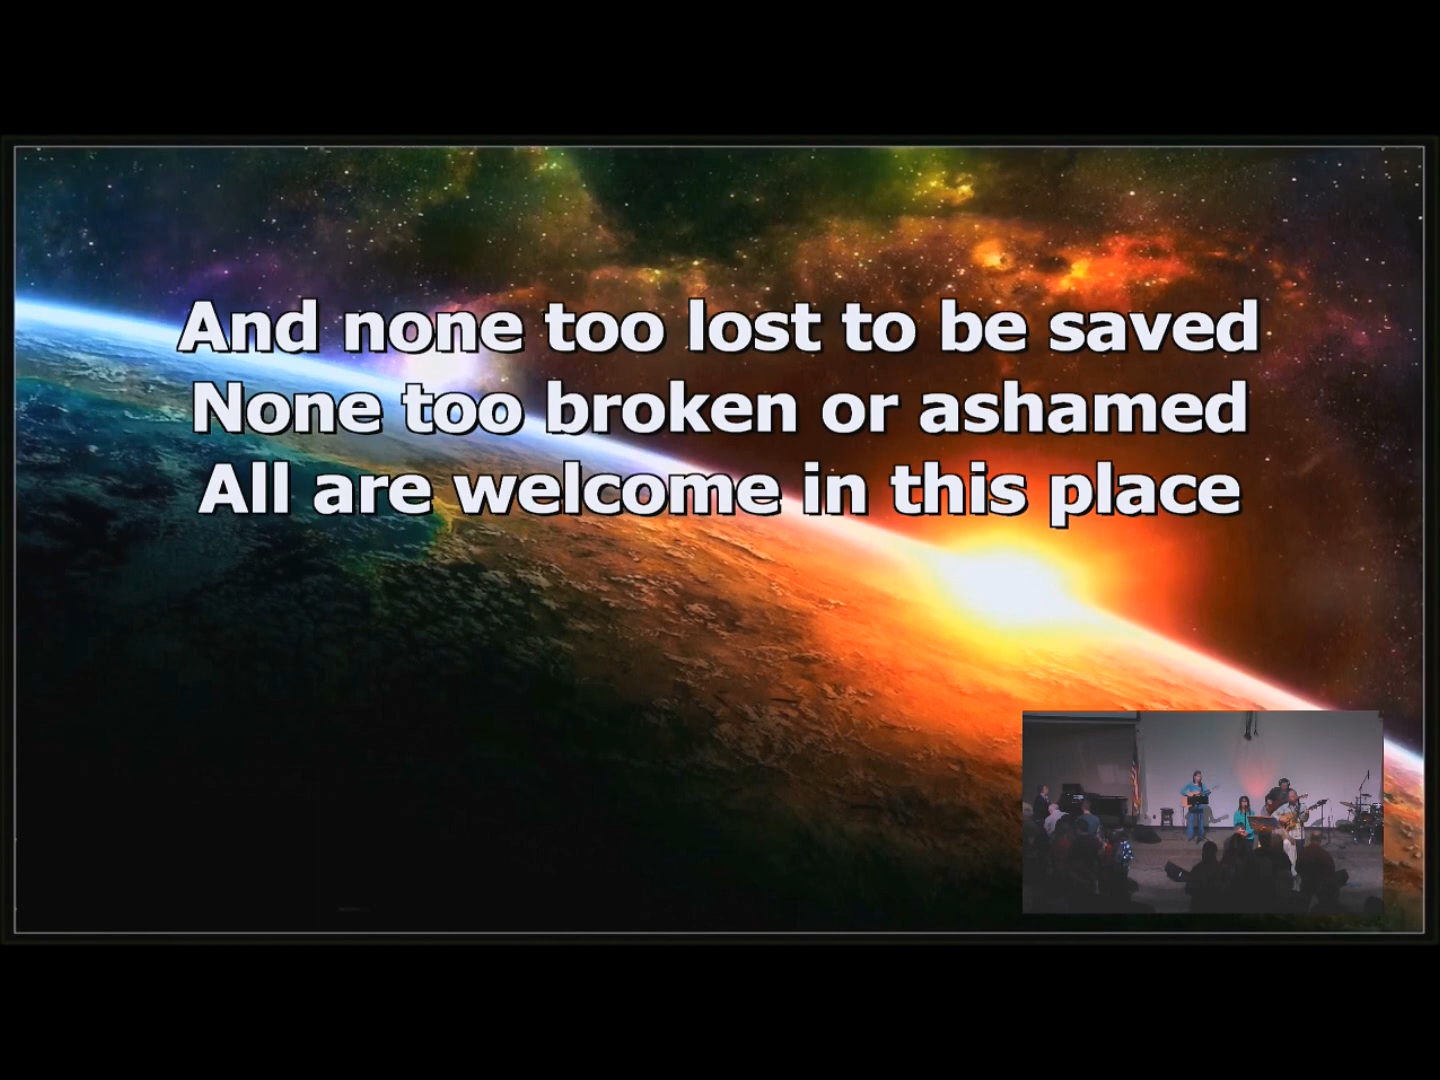 And none too lost to be saved
None too broken or ashamed
All are welcome in this place